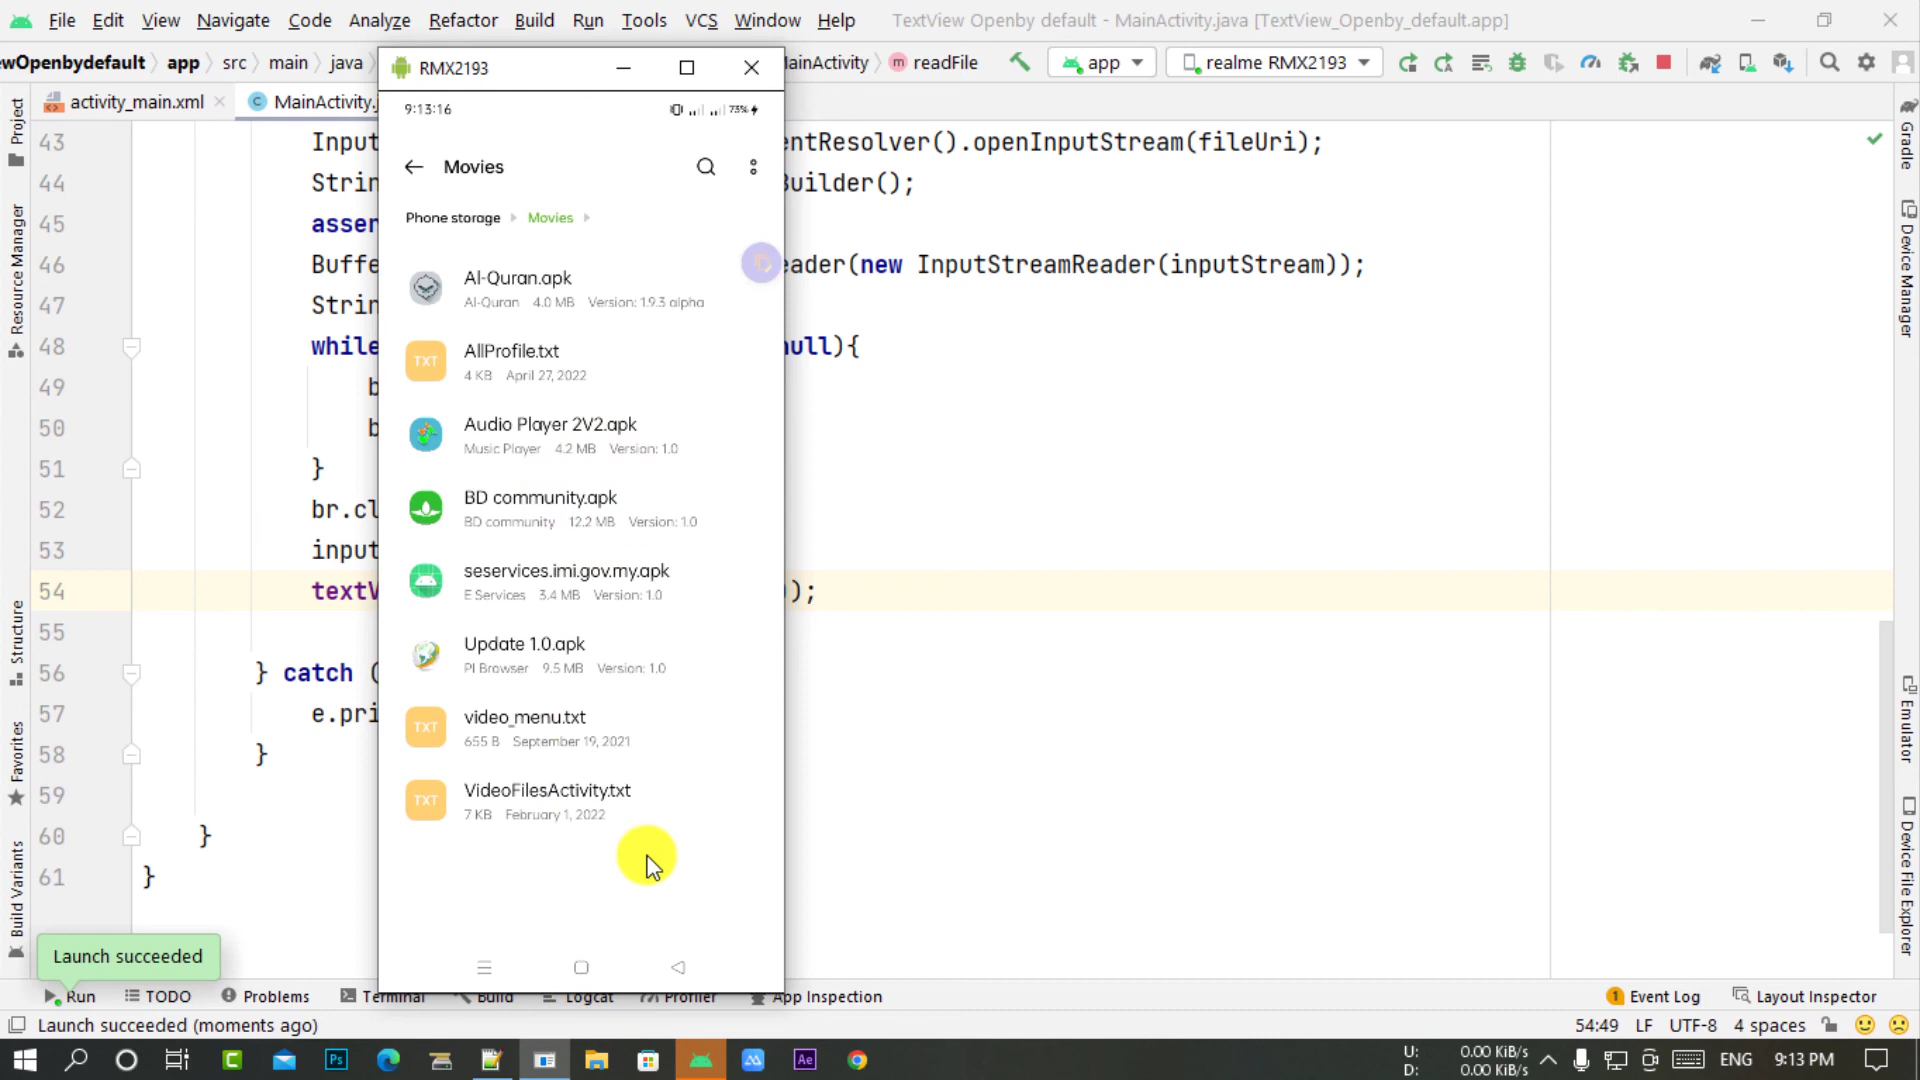 File Edit View Navigate Code Analyze Refactor Build Run Tools VCS Window Help TextView Openby default - MainActivity.java [TextView_Openby_default.app]
wOpenbydefault app src main java ainActivity readFile app realme RMX2193
activity_main.xml MainActivity.j
RMX2193
9:13:16 73%
Movies
Phone storage Movies
Al-Quran.apk
Al-Quran 4.0 MB Version: 1.9.3 alpha
AllProfile.txt
4 KB April 27, 2022
Audio Player 2V2.apk
Music Player 4.2 MB Version: 1.0
BD community.apk
BD community 12.2 MB Version: 1.0
seservices.imi.gov.my.apk
E Services 3.4 MB Version: 1.0
Update 1.0.apk
PI Browser 9.5 MB Version: 1.0
video_menu.txt
655 B September 19, 2021
VideoFilesActivity.txt
7 KB February 1, 2022
TXT
TXT
TXT
43 Input entResolver().openInputStream(fileUri);
44 Strin Builder();
45 asser
46 Buffe eader(new InputStreamReader(inputStream));
47 Strin
48 while null){
49 b
50 b
51 }
52 br.cl
53 input
54 textV ));
55
56 } catch (
57 e.pri
58 }
59
60 }
61 }
Project
Resource Manager
Structure
Favorites
Build Variants
Gradle
Device Manager
Emulator
Device File Explorer
Launch succeeded
Run TODO Problems Terminal Build Logcat Profiler App Inspection 1 Event Log Layout Inspector
Launch succeeded (moments ago) 54:49 LF UTF-8 4 spaces
Ps Ae U: 0.00 KiB/s
D: 0.00 KiB/s
ENG 9:13 PM